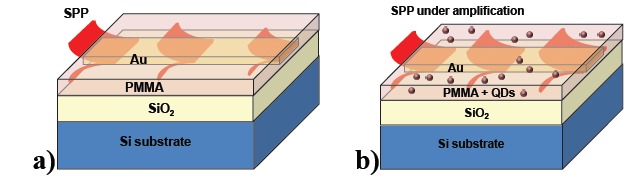 SPP
Au
PMMA
SiO₂
Si substrate
a)
SPP under amplification
Au
PMMA + QDs
SiO₂
Si substrate
b)